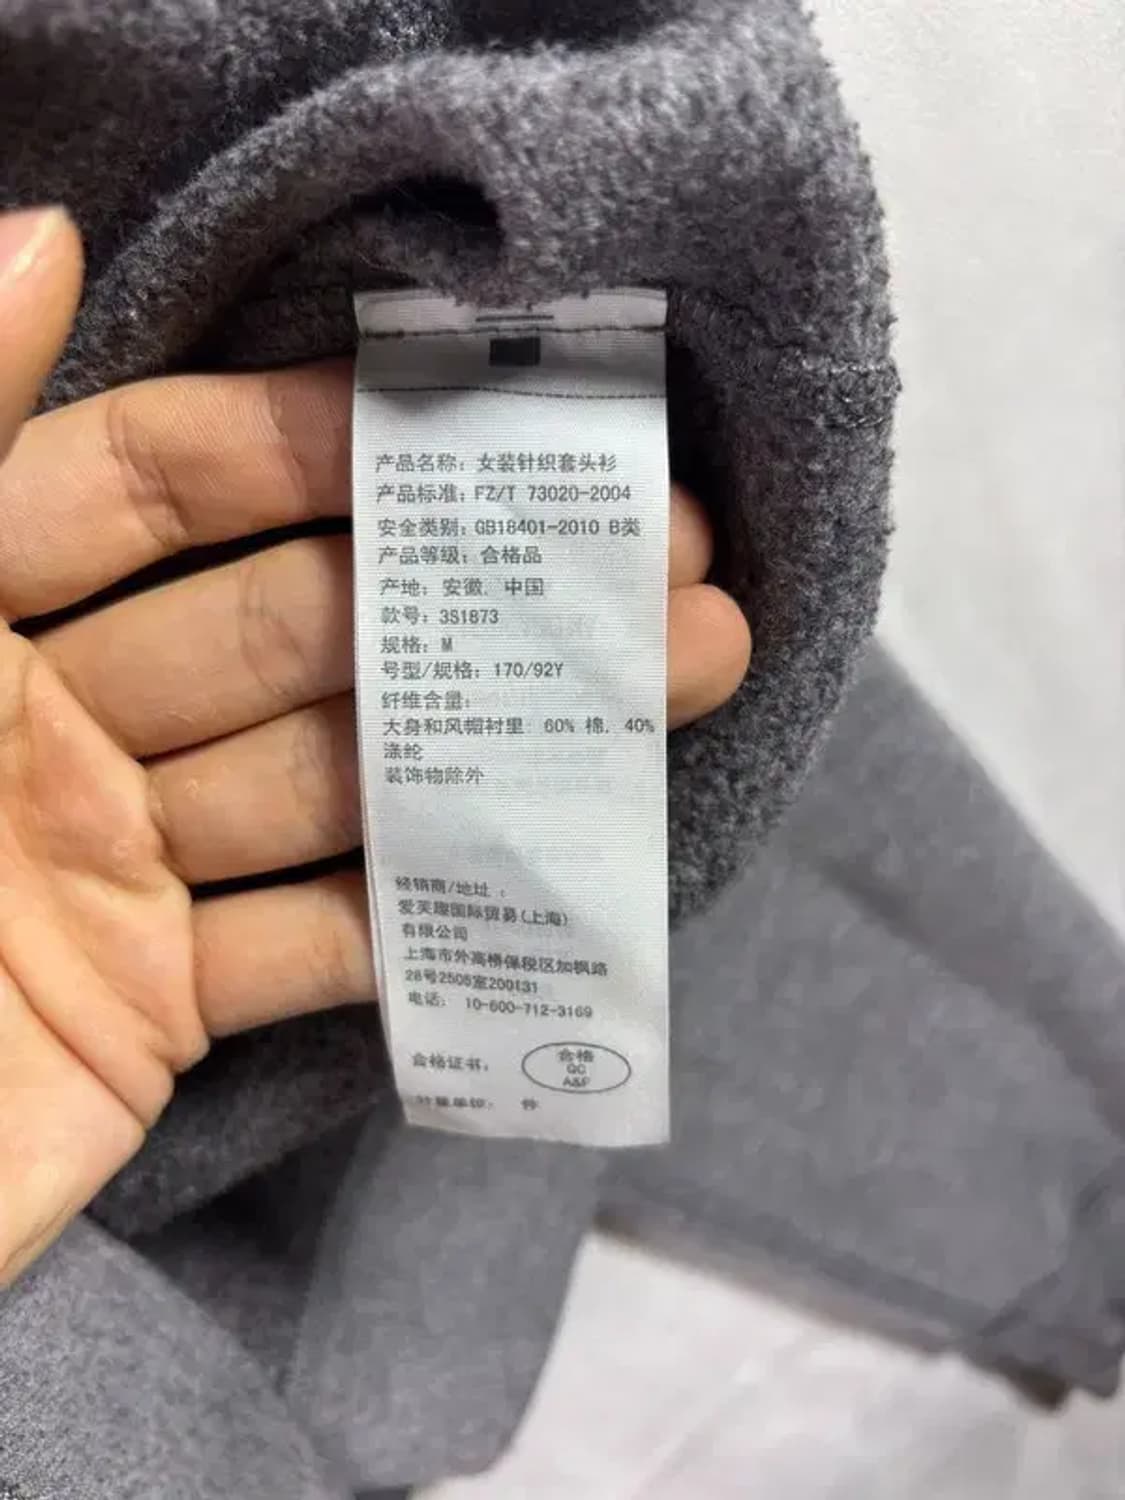 产品名称：女装针织套头衫
产品标准：FZ/T 73020-2004
安全类别：GB18401-2010 B类
产品等级：合格品
产地：安徽，中国
款号：3S1873
规格：M
号型/规格：170/92Y
纤维含量：
大身和风帽衬里：60% 棉，40%
涤纶
装饰物除外
经销商/地址：
爱芙趣国际贸易(上海)
有限公司
上海市外高桥保税区加枫路
28号2505室200131
电话： 10-800-712-3169
合格证书：
合格
QC
A&F
计量单位： 件